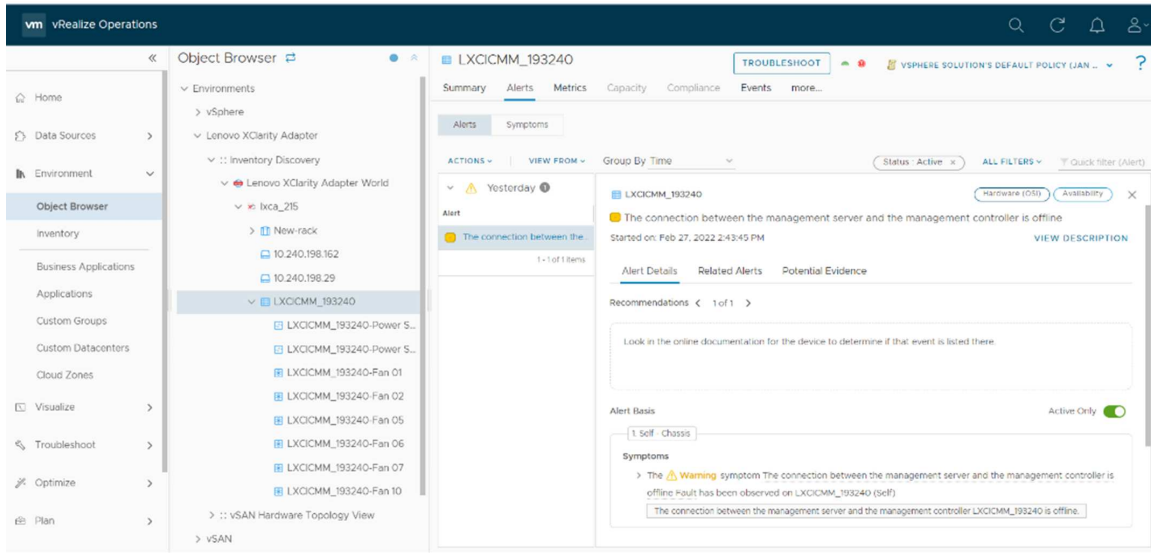 vm vRealize Operations
Home
Data Sources
Environment
Object Browser
Inventory
Business Applications
Applications
Custom Groups
Custom Datacenters
Cloud Zones
Visualize
Troubleshoot
Optimize
Plan
Object Browser
Environments
vSphere
Lenovo XClarity Adapter
:: Inventory Discovery
Lenovo XClarity Adapter World
lxca_215
New-rack
10.240.198.162
10.240.198.29
LXCICMM_193240
LXCICMM_193240-Power S...
LXCICMM_193240-Power S...
LXCICMM_193240-Fan 01
LXCICMM_193240-Fan 02
LXCICMM_193240-Fan 05
LXCICMM_193240-Fan 06
LXCICMM_193240-Fan 07
LXCICMM_193240-Fan 10
:: vSAN Hardware Topology View
vSAN
LXCICMM_193240
TROUBLESHOOT
VSPHERE SOLUTION'S DEFAULT POLICY (JAN ...
?
Summary Alerts Metrics Capacity Compliance Events more...
Alerts Symptoms
ACTIONS VIEW FROM Group By Time Status : Active × ALL FILTERS Quick filter (Alert)
Yesterday 1
Alert
The connection between the...
1 - 1 of 1 items
LXCICMM_193240
Hardware (OSI) Availability
The connection between the management server and the management controller is offline
Started on: Feb 27, 2022 2:43:45 PM
VIEW DESCRIPTION
Alert Details Related Alerts Potential Evidence
Recommendations < 1 of 1 >
Look in the online documentation for the device to determine if that event is listed there.
Alert Basis
Active Only
1. Self - Chassis
Symptoms
The Warning symptom The connection between the management server and the management controller is
offline Fault has been observed on LXCICMM_193240 (Self)
The connection between the management server and the management controller LXCICMM_193240 is offline.